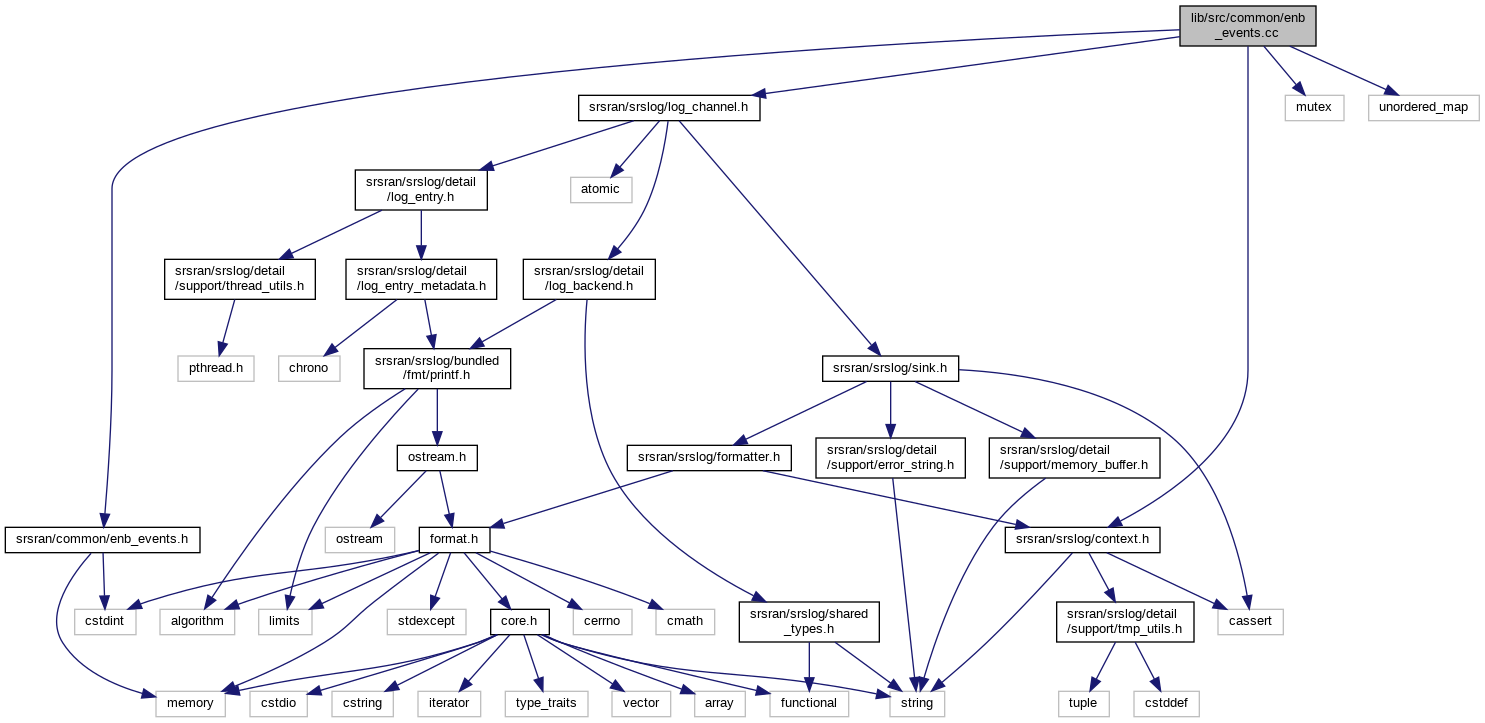 lib/src/common/enb
_events.cc
srsran/srslog/log_channel.h
mutex
unordered_map
srsran/srslog/detail
/log_entry.h
atomic
srsran/srslog/detail
/support/thread_utils.h
srsran/srslog/detail
/log_entry_metadata.h
srsran/srslog/detail
/log_backend.h
pthread.h
chrono
srsran/srslog/bundled
/fmt/printf.h
srsran/srslog/sink.h
ostream.h
srsran/srslog/formatter.h
srsran/srslog/detail
/support/error_string.h
srsran/srslog/detail
/support/memory_buffer.h
srsran/common/enb_events.h
ostream
format.h
srsran/srslog/context.h
cstdint
algorithm
limits
stdexcept
core.h
cerrno
cmath
srsran/srslog/shared
_types.h
srsran/srslog/detail
/support/tmp_utils.h
cassert
memory
cstdio
cstring
iterator
type_traits
vector
array
functional
string
tuple
cstddef